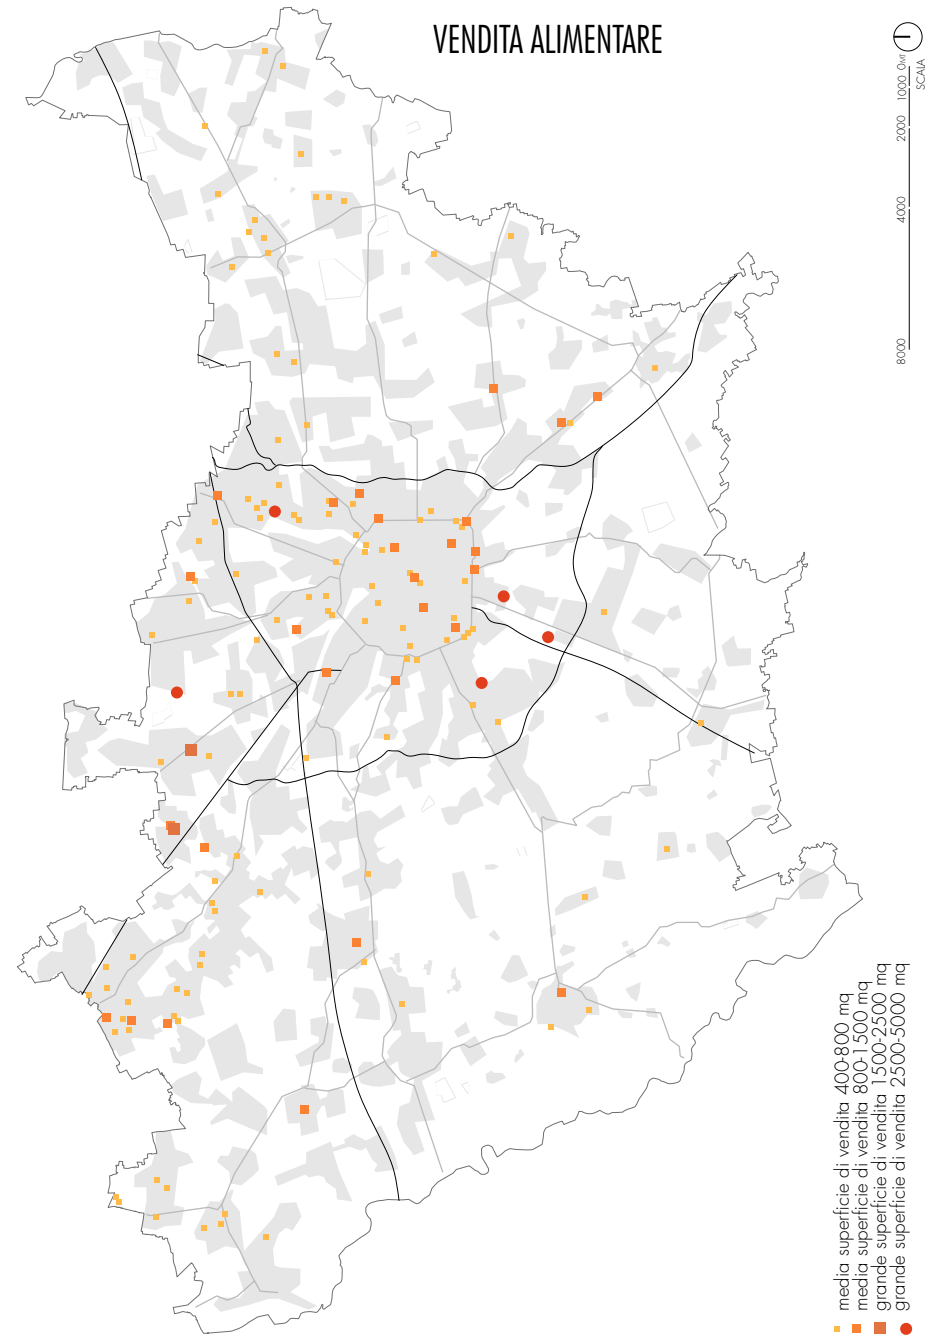 VENDITA ALIMENTARE
SCALA
0MT
1000
2000
4000
8000
media superficie di vendita 400-800 mq
media superficie di vendita 800-1500 mq
grande superficie di vendita 1500-2500 mq
grande superficie di vendita 2500-5000 mq